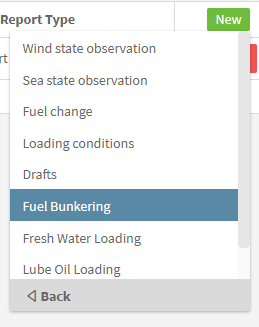 Report Type
New
Wind state observation
rt
Sea state observation
Fuel change
Loading conditions
Drafts
Fuel Bunkering
Fresh Water Loading
Lube Oil Loading
Back